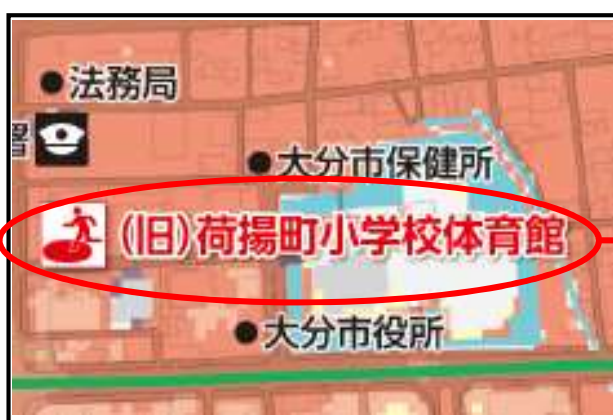 ●法務局
●大分市保健所
(旧)荷揚町小学校体育館
●大分市役所